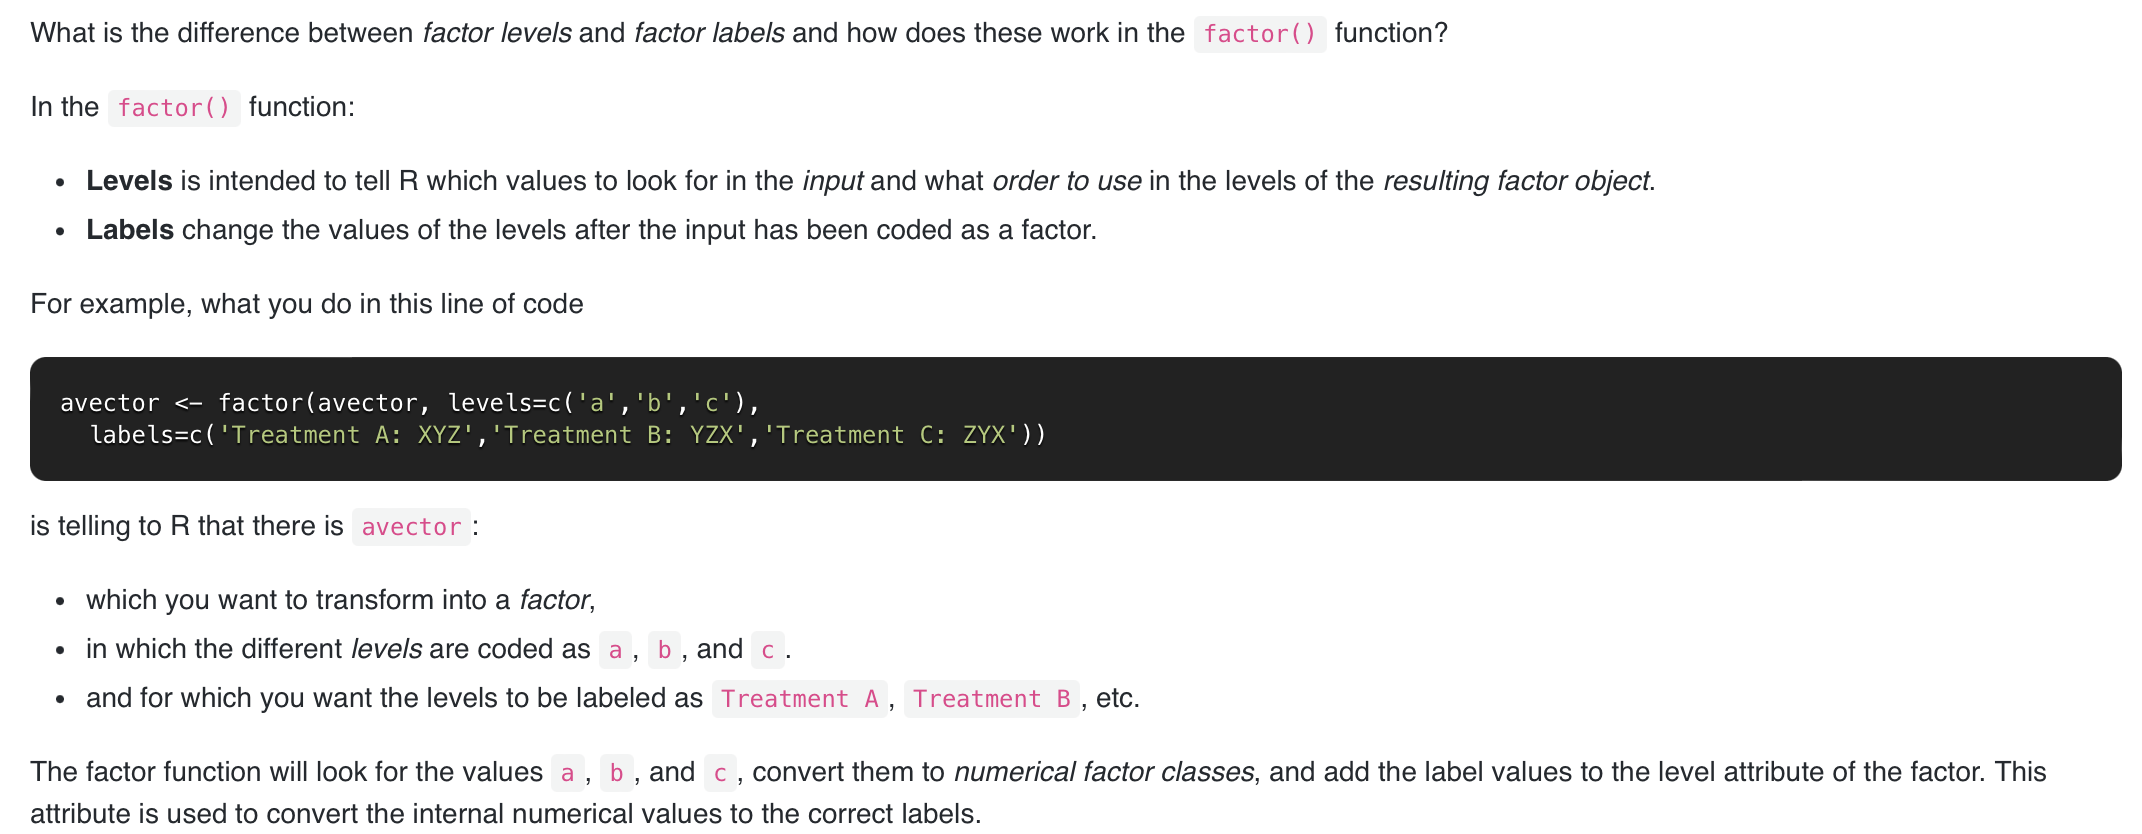 What is the difference between factor levels and factor labels and how does these work in the factor() function?
In the factor() function:
• Levels is intended to tell R which values to look for in the input and what order to use in the levels of the resulting factor object.
• Labels change the values of the levels after the input has been coded as a factor.
For example, what you do in this line of code
avector <- factor(avector, levels=c('a','b','c'),
  labels=c('Treatment A: XYZ','Treatment B: YZX','Treatment C: ZYX'))
is telling to R that there is avector:
• which you want to transform into a factor,
• in which the different levels are coded as a, b, and c.
• and for which you want the levels to be labeled as Treatment A, Treatment B, etc.
The factor function will look for the values a, b, and c, convert them to numerical factor classes, and add the label values to the level attribute of the factor. This
attribute is used to convert the internal numerical values to the correct labels.